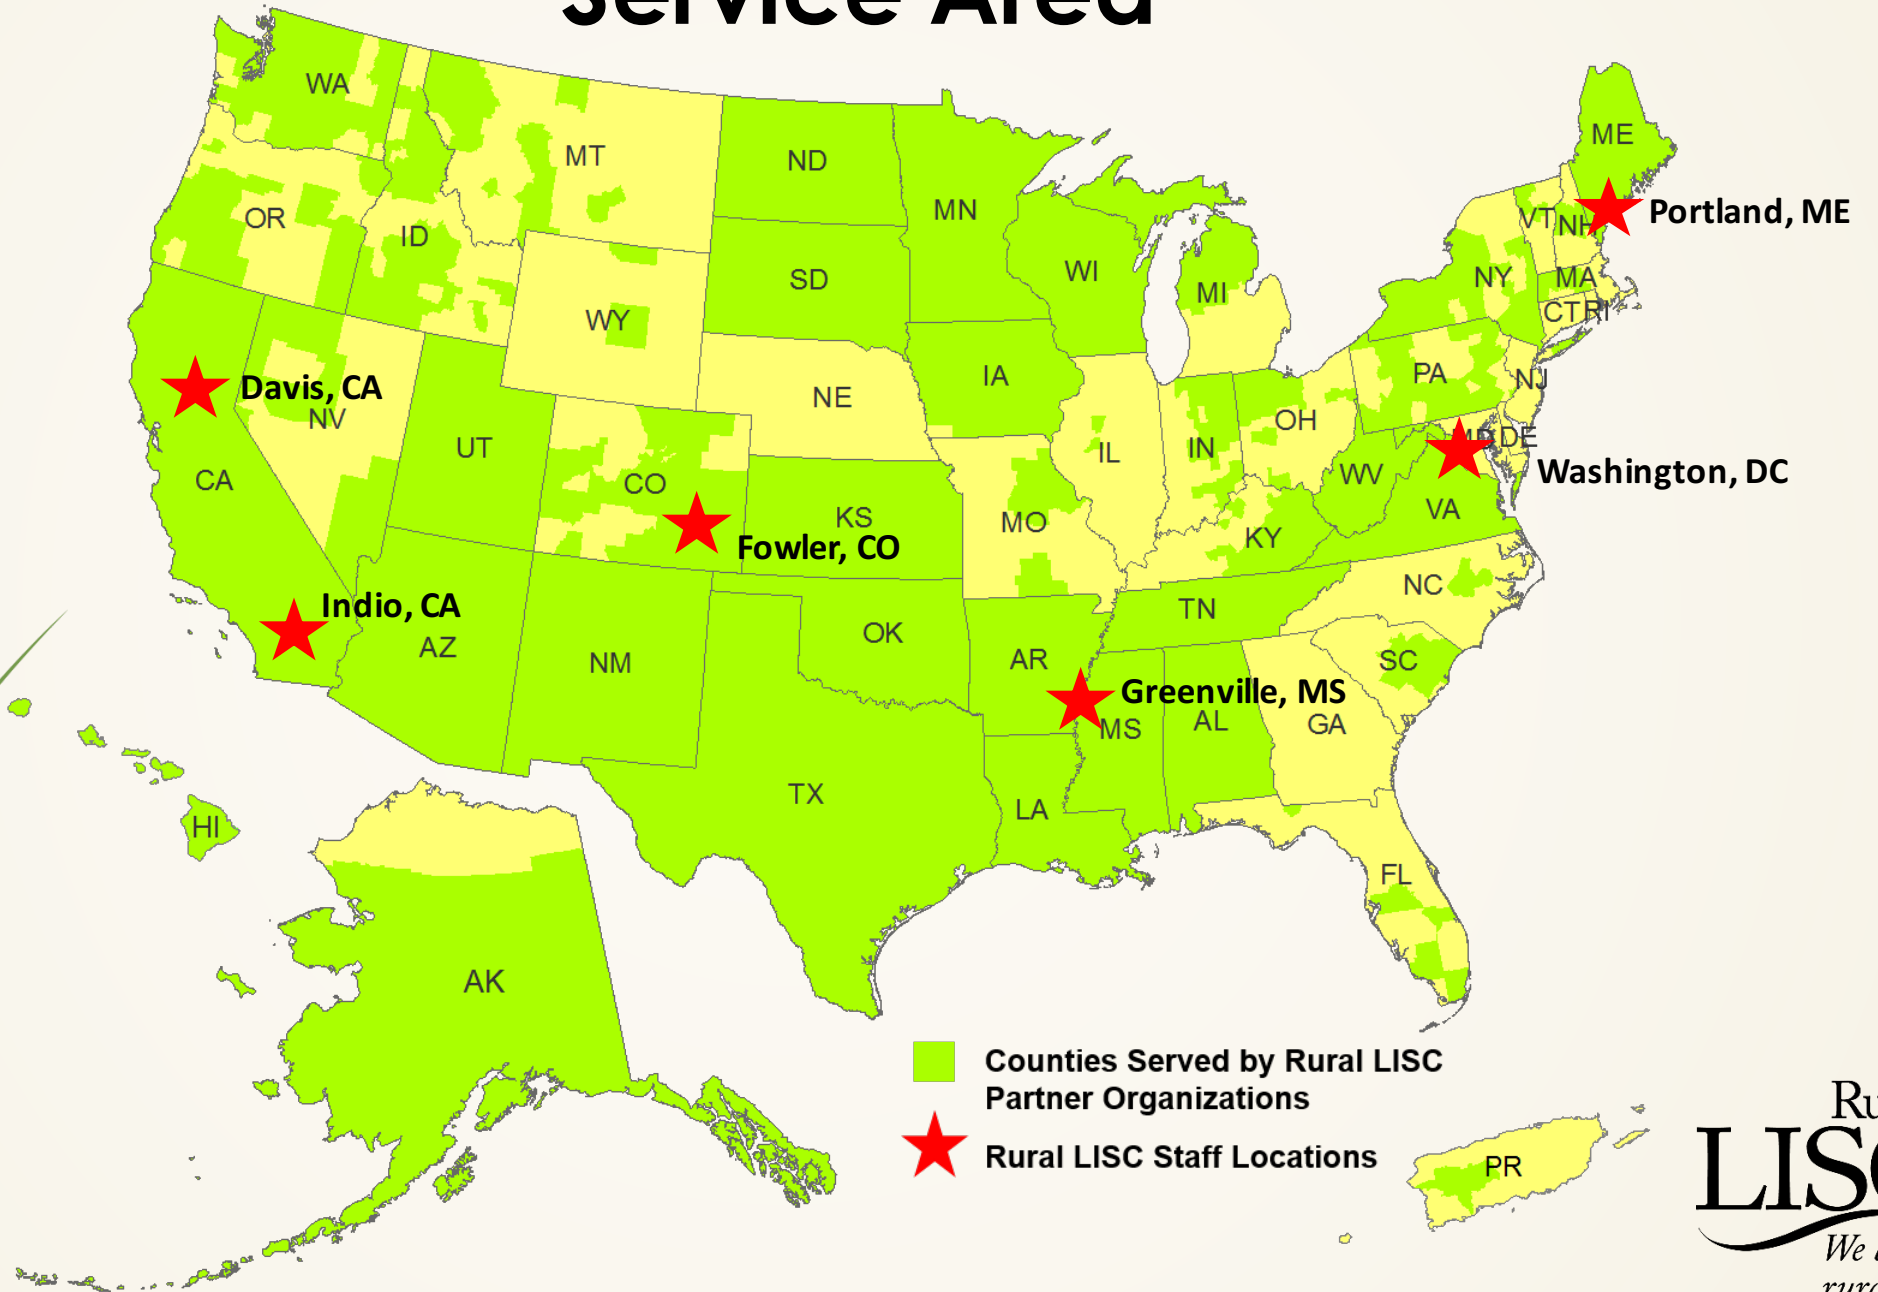 Service Area
WA
MT
ND
MN
ME
OR
ID
SD
WI
MI
VT
NH
Portland, ME
NY
MA
CT
RI
WY
IA
NE
PA
NJ
Davis, CA
NV
UT
CO
IL
IN
OH
DE
Washington, DC
WV
VA
CA
KS
MO
KY
Fowler, CO
NC
Indio, CA
AZ
NM
OK
AR
TN
SC
Greenville, MS
MS
AL
GA
TX
LA
HI
FL
AK
Counties Served by Rural LISC
Partner Organizations
Rural LISC Staff Locations
PR
We